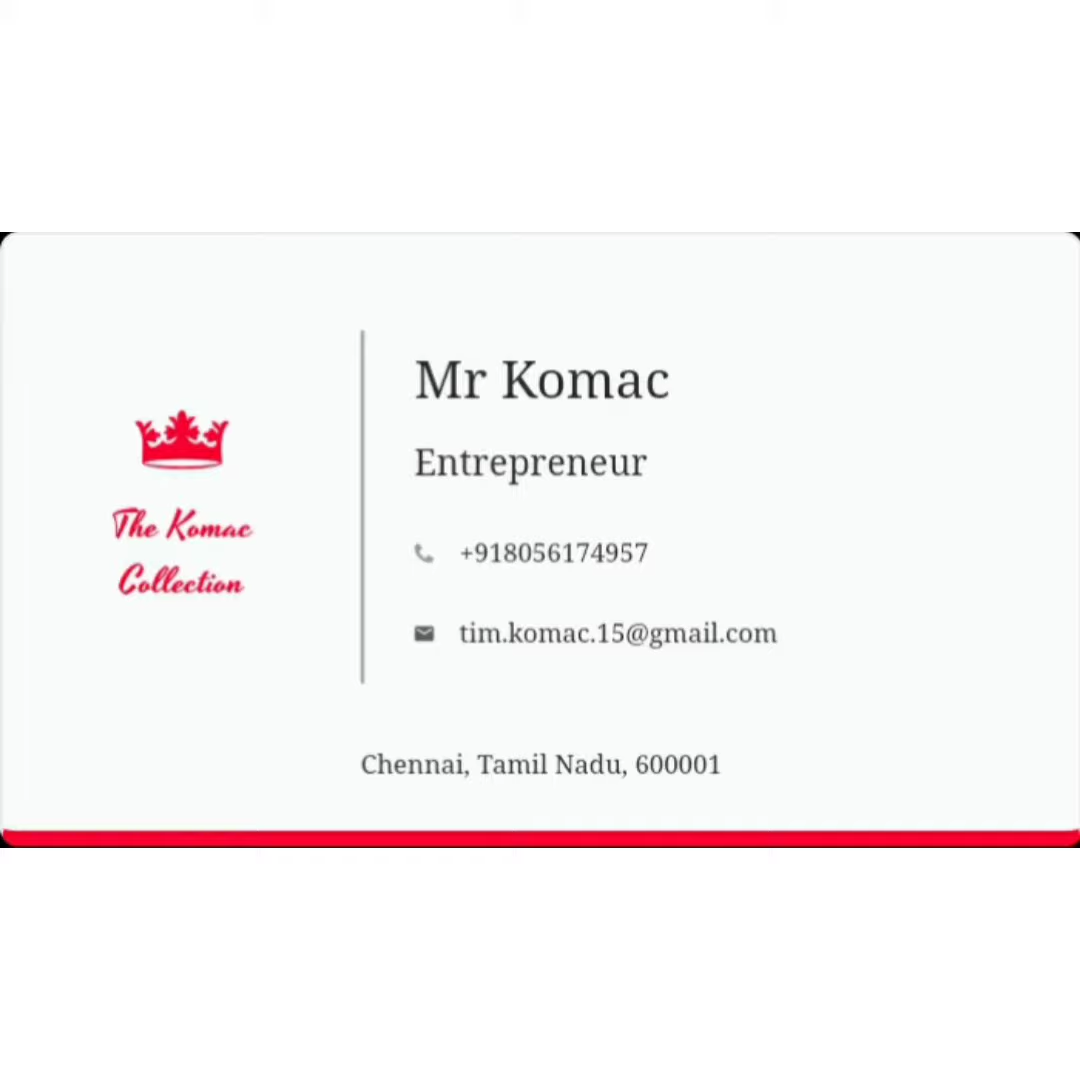 The Komac
Collection
Mr Komac
Entrepreneur
+918056174957
tim.komac.15@gmail.com
Chennai, Tamil Nadu, 600001